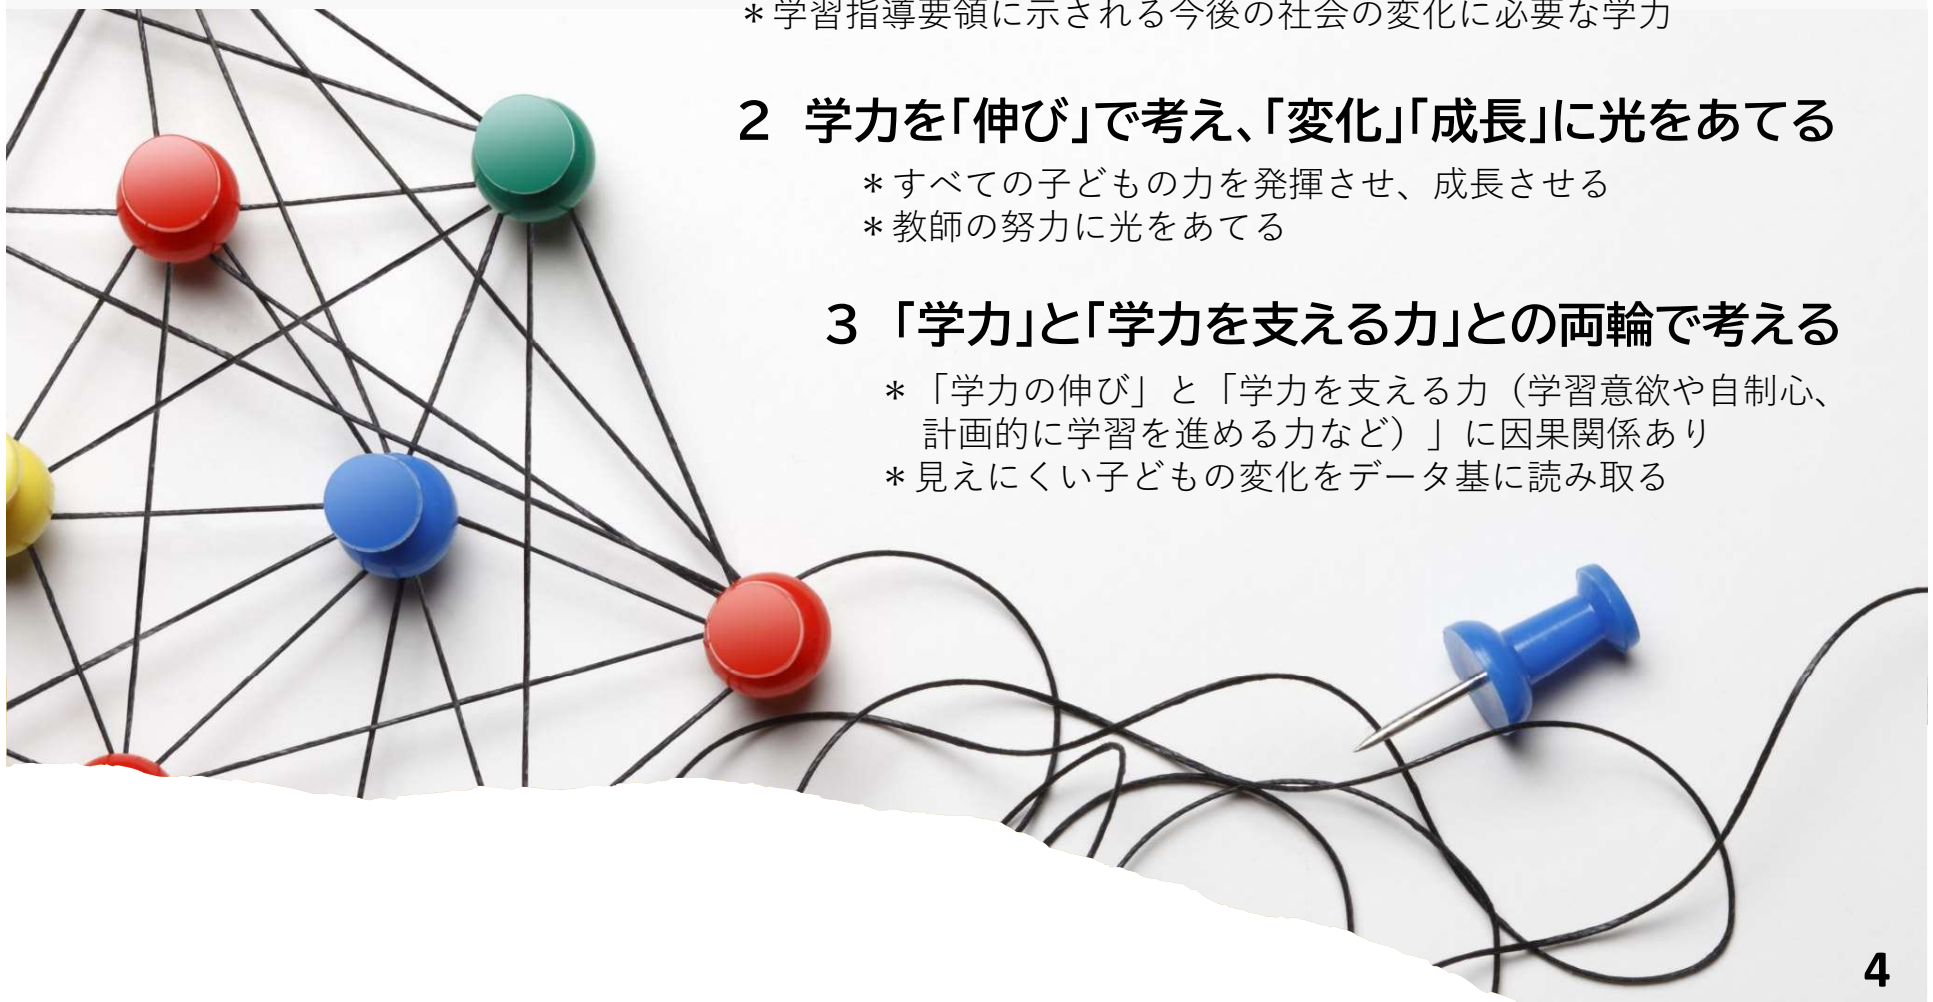 ＊学習指導要領に示される今後の社会の変化に必要な学力
２　学力を「伸び」で考え、「変化」「成長」に光をあてる
＊すべての子どもの力を発揮させ、成長させる
＊教師の努力に光をあてる
３　「学力」と「学力を支える力」との両輪で考える
＊「学力の伸び」と「学力を支える力（学習意欲や自制心、
計画的に学習を進める力など）」に因果関係あり
＊見えにくい子どもの変化をデータ基に読み取る
4